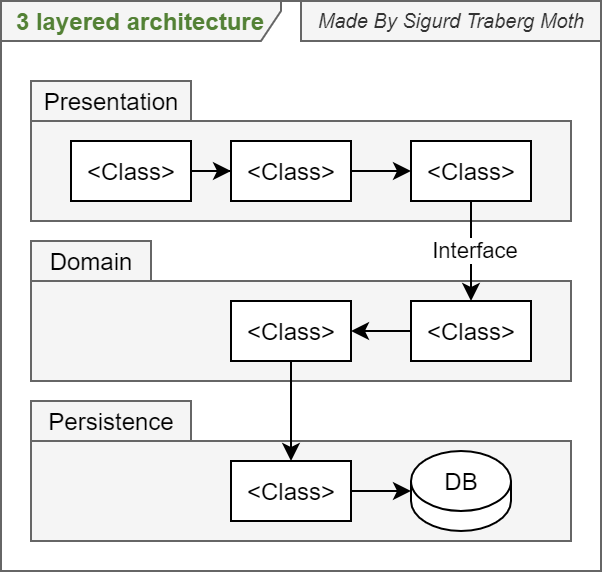 3 layered architecture
Made By Sigurd Traberg Moth
Presentation
<Class> <Class> <Class>
Interface
Domain
<Class> <Class>
Persistence
<Class> DB